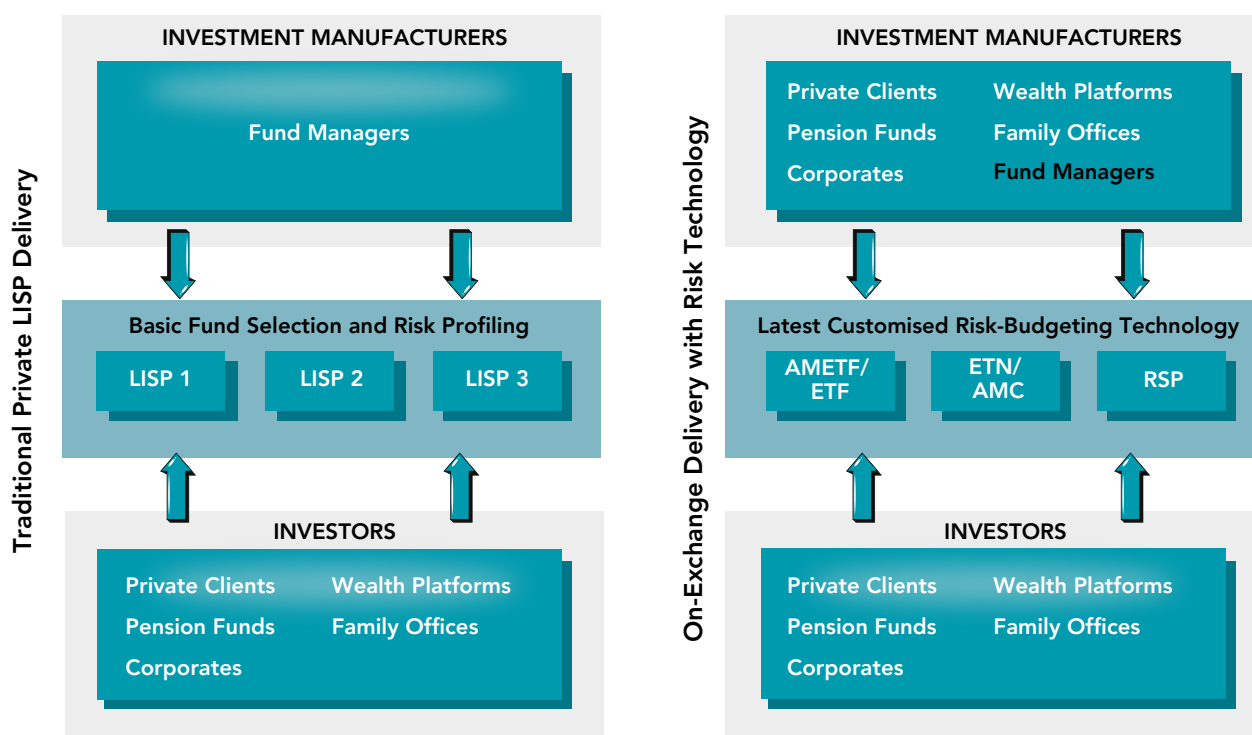 Traditional Private LISP Delivery
INVESTMENT MANUFACTURERS
Fund Managers
Basic Fund Selection and Risk Profiling
LISP 1
LISP 2
LISP 3
INVESTORS
Private Clients
Wealth Platforms
Pension Funds
Family Offices
Corporates
On-Exchange Delivery with Risk Technology
INVESTMENT MANUFACTURERS
Private Clients
Wealth Platforms
Pension Funds
Family Offices
Corporates
Fund Managers
Latest Customised Risk-Budgeting Technology
AMETF/
ETF
ETN/
AMC
RSP
INVESTORS
Private Clients
Wealth Platforms
Pension Funds
Family Offices
Corporates